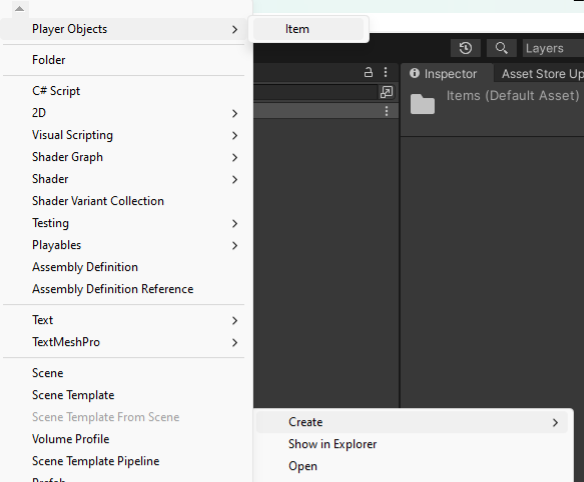 Player Objects
Item
Folder
Layers
C# Script
Inspector
Asset Store Up
2D
Items (Default Asset)
Visual Scripting
Shader Graph
Shader
Shader Variant Collection
Testing
Playables
Assembly Definition
Assembly Definition Reference
Text
TextMeshPro
Scene
Scene Template
Scene Template From Scene
Volume Profile
Scene Template Pipeline
Prefab
Create
Show in Explorer
Open